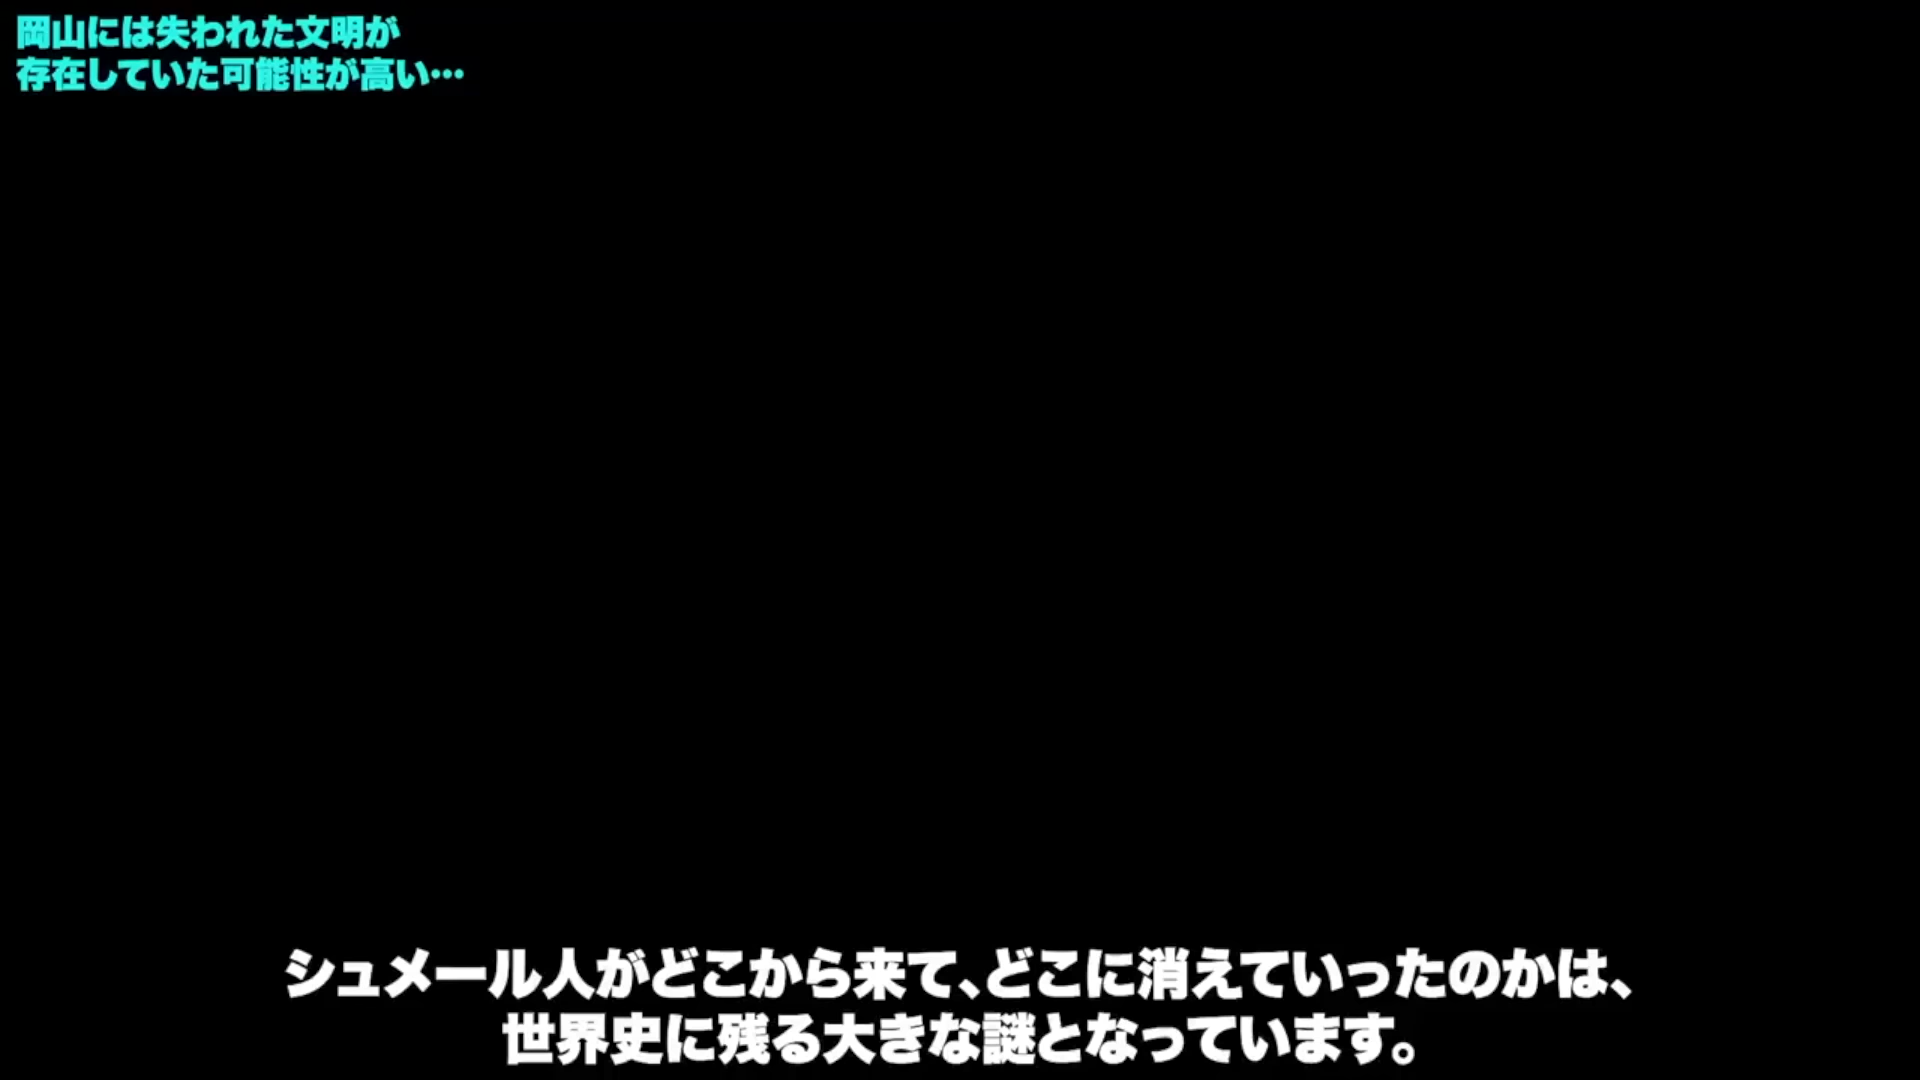 岡山には失われた文明が
存在していた可能性が高い…
シュメール人がどこから来て、どこに消えていったのかは、
世界史に残る大きな謎となっています。